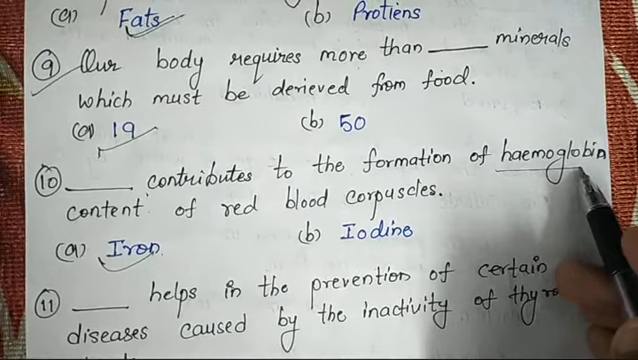 (a) Fats (b) Protiens
(9) Our body requires more than ____ minerals
which must be derieved from food.
(a) 19 (b) 50
(10) ____ contributes to the formation of haemoglobin
content of red blood corpuscles.
(a) Iron (b) Iodine
(11) ____ helps in the prevention of certain
diseases caused by the inactivity of